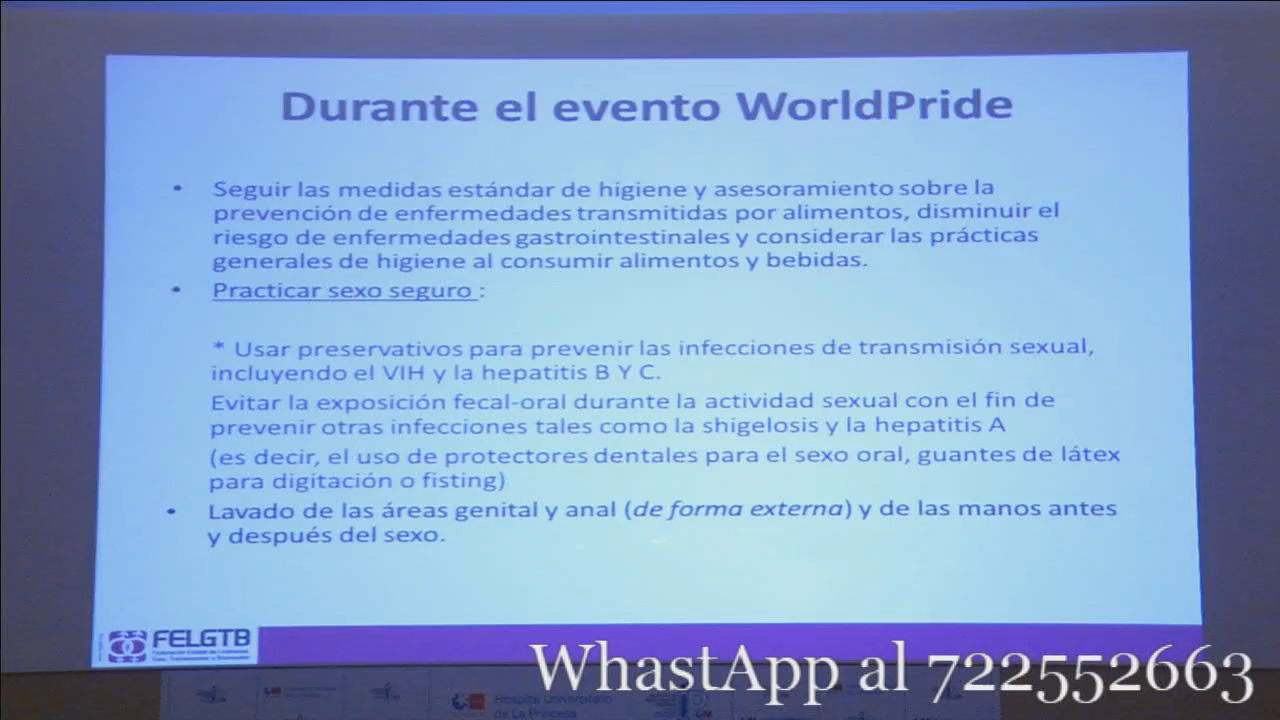 Durante el evento WorldPride
• Seguir las medidas estándar de higiene y asesoramiento sobre la
prevención de enfermedades transmitidas por alimentos, disminuir el
riesgo de enfermedades gastrointestinales y considerar las prácticas
generales de higiene al consumir alimentos y bebidas.
• Practicar sexo seguro :
* Usar preservativos para prevenir las infecciones de transmisión sexual,
incluyendo el VIH y la hepatitis B Y C.
Evitar la exposición fecal-oral durante la actividad sexual con el fin de
prevenir otras infecciones tales como la shigelosis y la hepatitis A
(es decir, el uso de protectores dentales para el sexo oral, guantes de látex
para digitación o fisting)
• Lavado de las áreas genital y anal (de forma externa) y de las manos antes
y después del sexo.
FELGTB
WhastApp al 722552663
Hospital Universitario
de La Princesa